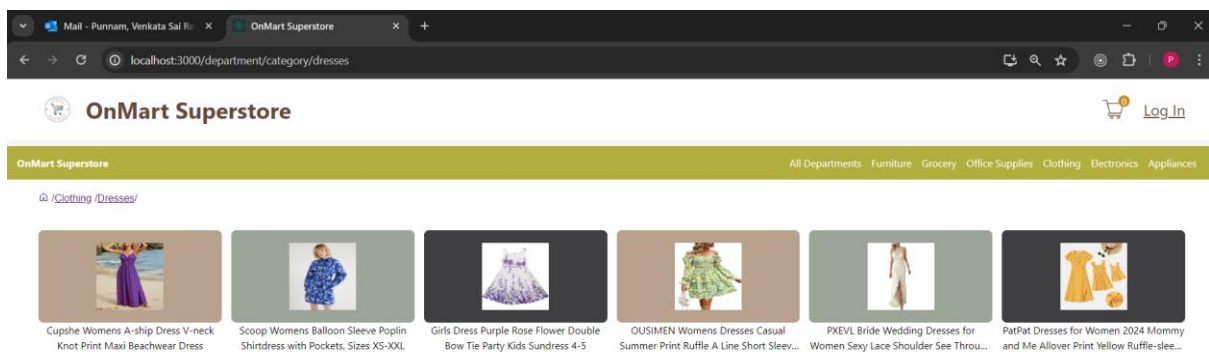 Mail - Punnam, Venkata Sai Re
OnMart Superstore
localhost:3000/department/category/dresses
P
OnMart Superstore
0
Log In
OnMart Superstore
All Departments Furniture Grocery Office Supplies Clothing Electronics Appliances
/Clothing /Dresses/
Cupshe Womens A-ship Dress V-neck
Knot Print Maxi Beachwear Dress
Scoop Womens Balloon Sleeve Poplin
Shirtdress with Pockets, Sizes XS-XXL
Girls Dress Purple Rose Flower Double
Bow Tie Party Kids Sundress 4-5
OUSIMEN Womens Dresses Casual
Summer Print Ruffle A Line Short Sleev...
PXEVL Bride Wedding Dresses for
Women Sexy Lace Shoulder See Throu...
PatPat Dresses for Women 2024 Mommy
and Me Allover Print Yellow Ruffle-slee...